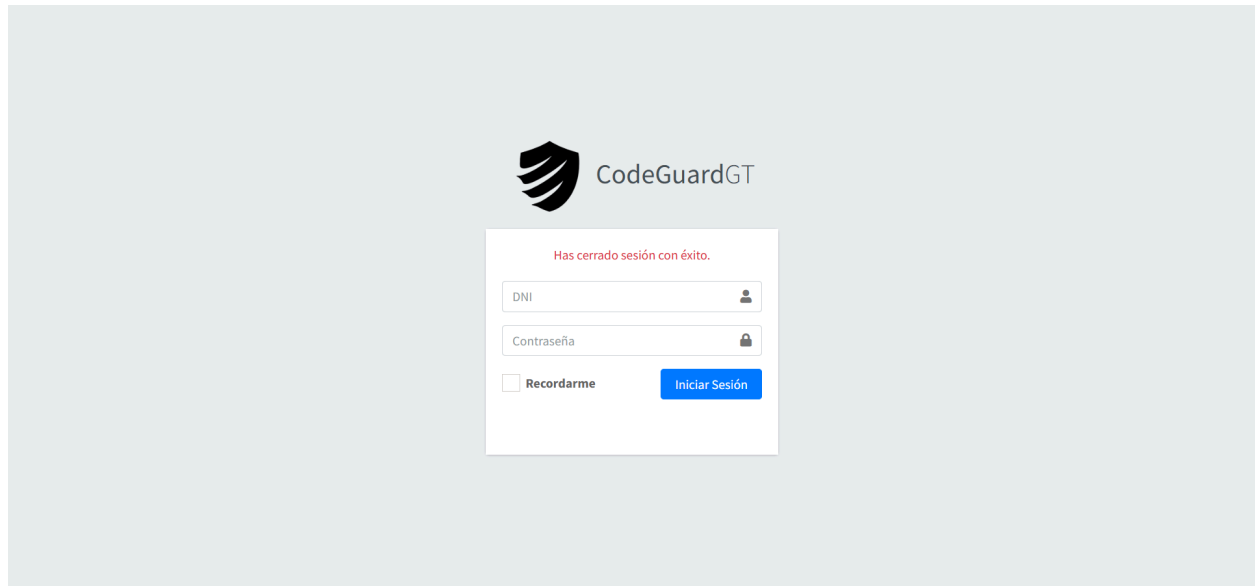 CodeGuardGT
Has cerrado sesión con éxito.
DNI
Contraseña
Recordarme
Iniciar Sesión